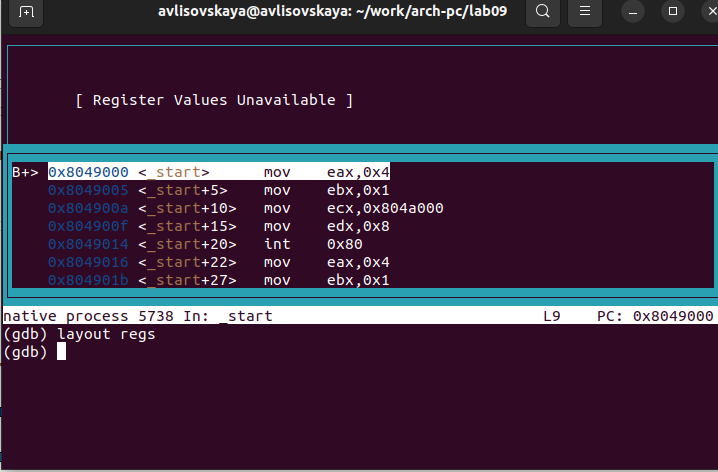 avlisovskaya@avlisovskaya: ~/work/arch-pc/lab09
[ Register Values Unavailable ]
B+> 0x8049000 <_start> mov eax,0x4
0x8049005 <_start+5> mov ebx,0x1
0x804900a <_start+10> mov ecx,0x804a000
0x804900f <_start+15> mov edx,0x8
0x8049014 <_start+20> int 0x80
0x8049016 <_start+22> mov eax,0x4
0x804901b <_start+27> mov ebx,0x1
native process 5738 In: _start L9 PC: 0x8049000
(gdb) layout regs
(gdb)